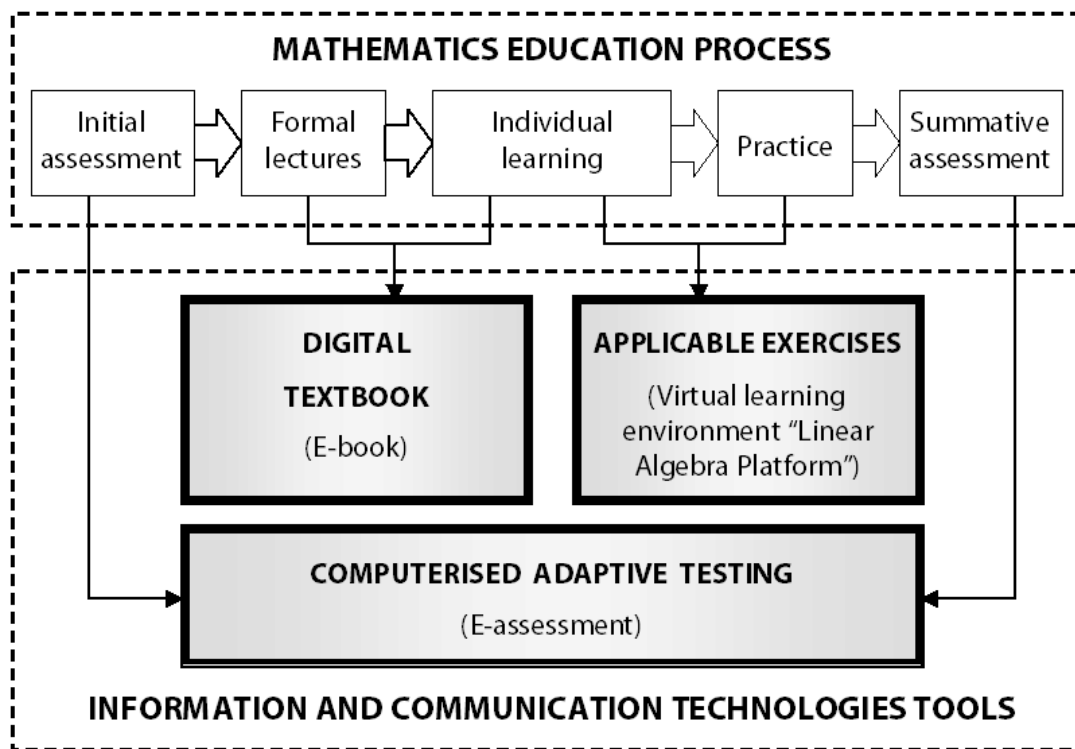 MATHEMATICS EDUCATION PROCESS
Initial
assessment
Formal
lectures
Individual
learning
Practice
Summative
assessment
DIGITAL
TEXTBOOK
(E-book)
APPLICABLE EXERCISES
(Virtual learning
environment “Linear
Algebra Platform”)
COMPUTERISED ADAPTIVE TESTING
(E-assessment)
INFORMATION AND COMMUNICATION TECHNOLOGIES TOOLS